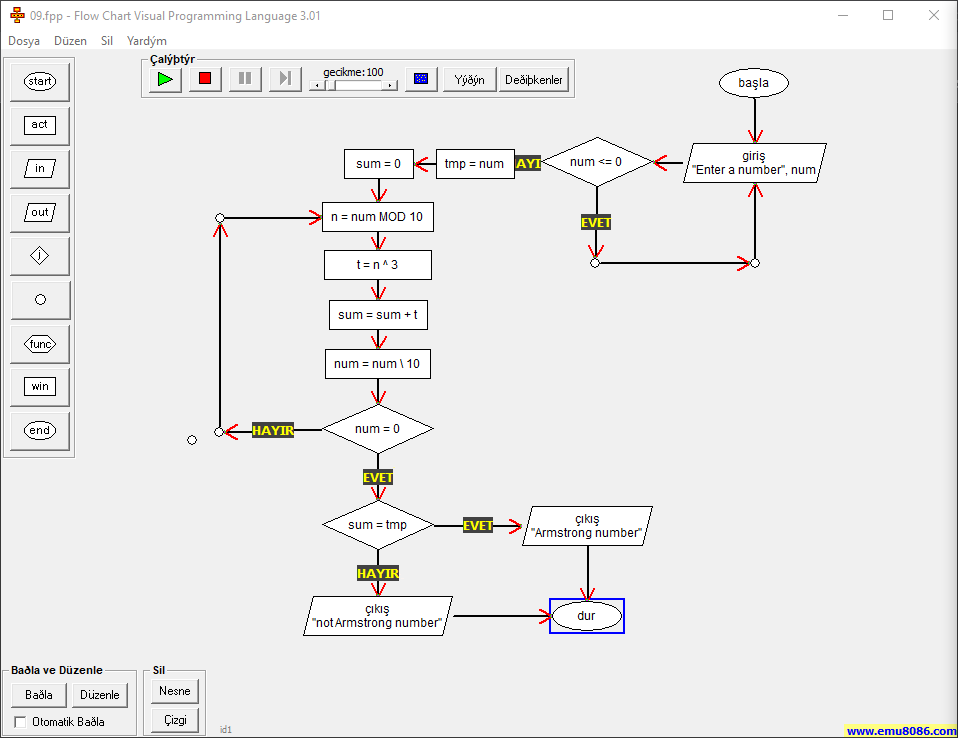 09.fpp - Flow Chart Visual Programming Language 3.01
Dosya Düzen Sil Yardým
start
act
in
out
j
func
win
end
Çalýþtýr
gecikme:100
Yýðýn
Deðiþkenler
başla
giriş
"Enter a number", num
num <= 0
AYI
EVET
tmp = num
sum = 0
n = num MOD 10
t = n ^ 3
sum = sum + t
num = num \ 10
num = 0
HAYIR
EVET
sum = tmp
EVET
çıkış
"Armstrong number"
HAYIR
çıkış
"not Armstrong number"
dur
Baðla ve Düzenle
Baðla
Düzenle
Otomatik Baðla
Sil
Nesne
Çizgi
id1
www.emu8086.com